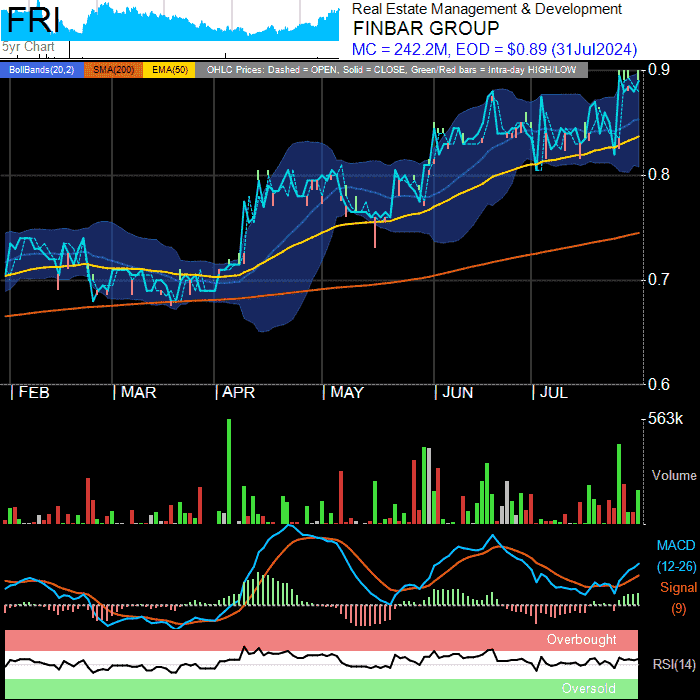 FRI
5yr Chart
Real Estate Management & Development
FINBAR GROUP
MC = 242.2M, EOD = $0.89 (31Jul2024)
BollBands(20,2) SMA(200) EMA(50) OHLC Prices: Dashed = OPEN, Solid = CLOSE, Green/Red bars = Intra-day HIGH/LOW
0.9
0.8
0.7
0.6
FEB MAR APR MAY JUN JUL
563k
Volume
MACD
(12-26)
Signal
(9)
Overbought
RSI(14)
Oversold